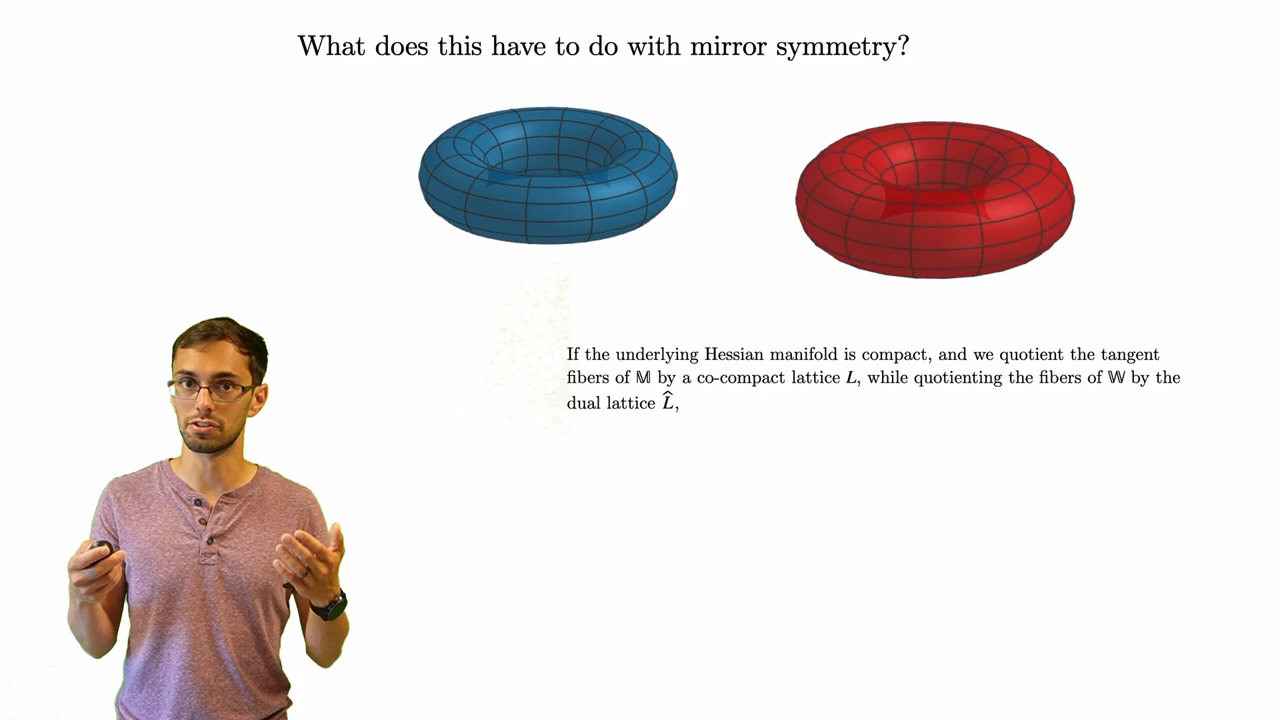 What does this have to do with mirror symmetry?
If the underlying Hessian manifold is compact, and we quotient the tangent
fibers of 𝕄 by a co-compact lattice L, while quotienting the fibers of 𝕎 by the
dual lattice L̂,